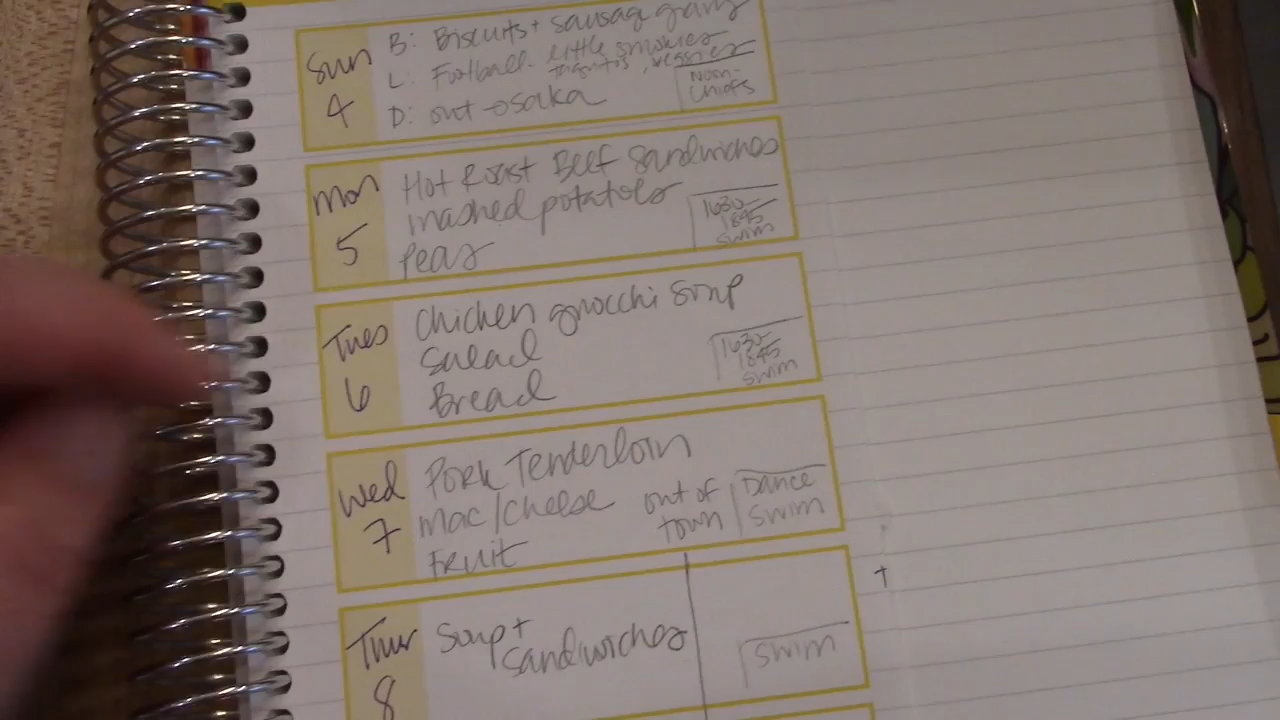 Sun
4
B: Biscuits + sausage gravy
L: Football - little smokies
taquitos, veggies
D: out - osaka
Noon-
Chiefs
Mon
5
Hot Roast Beef Sandwiches
mashed potatoes
peas
1630-
1845
swim
Tues
6
Chicken gnocchi soup
Salad
Bread
1630-
1845
swim
Wed
7
Pork Tenderloin
mac/cheese
Fruit
out of
town
Dance
Swim
Thur
8
Soup +
Sandwiches
Swim
+